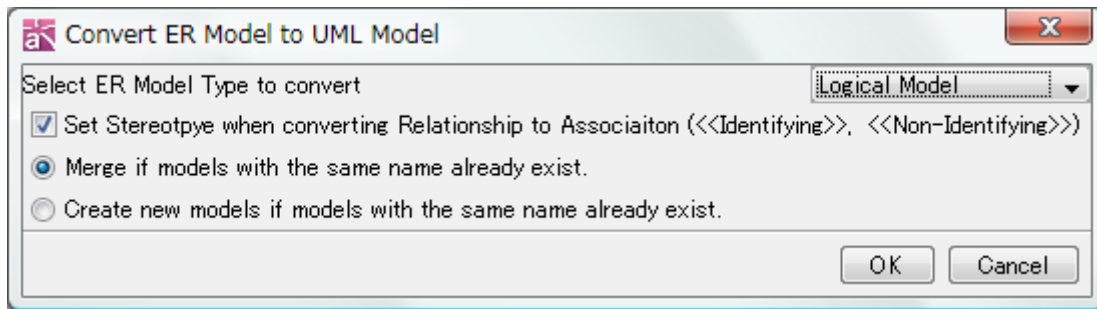 Convert ER Model to UML Model
Select ER Model Type to convert Logical Model
Set Stereotpye when converting Relationship to Associaiton (<<Identifying>>, <<Non-Identifying>>)
Merge if models with the same name already exist.
Create new models if models with the same name already exist.
OK Cancel